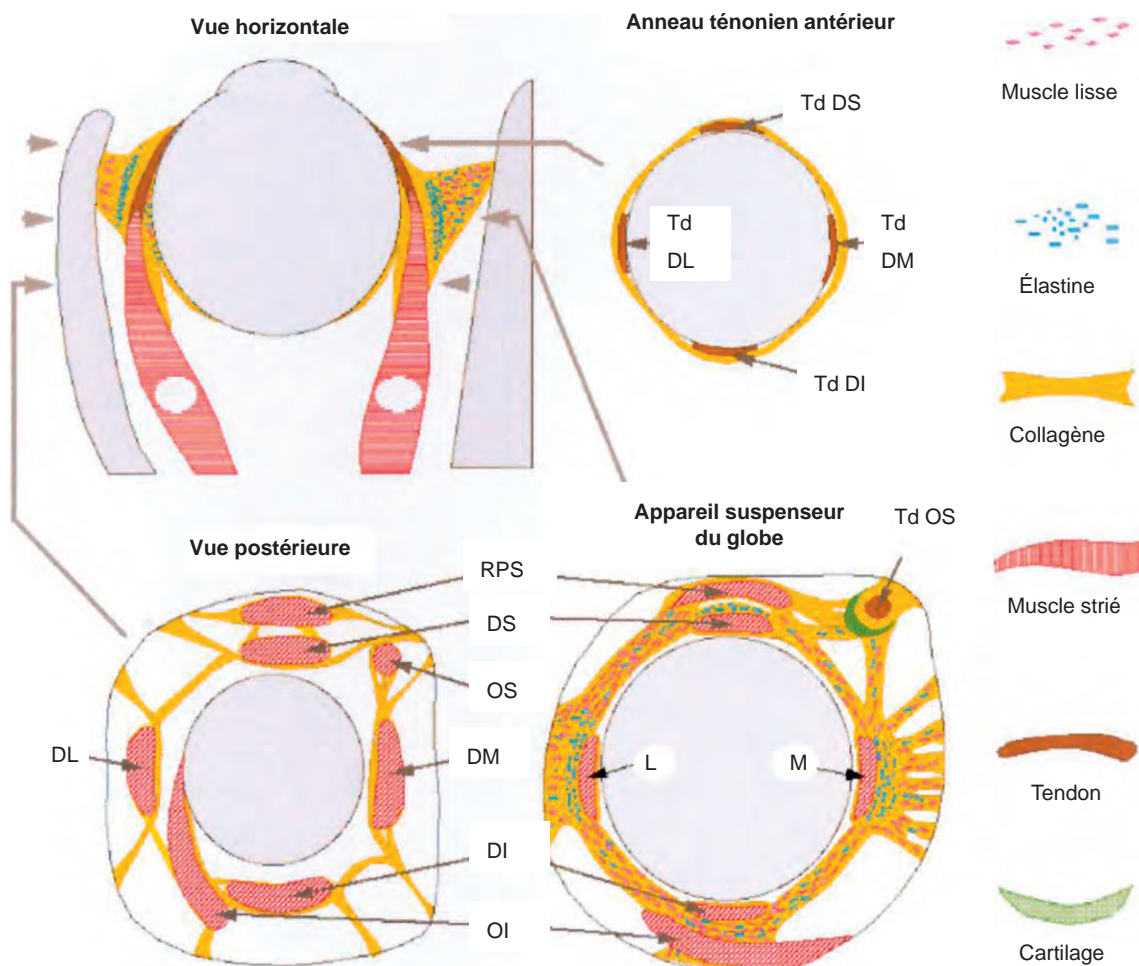 Vue horizontale
Anneau ténonien antérieur
Td DS
Td
DL
Td
DM
Td DI
Muscle lisse
Élastine
Collagène
Muscle strié
Tendon
Cartilage
Vue postérieure
Appareil suspenseur
du globe
Td OS
RPS
DS
OS
DL
DM
L
M
DI
OI